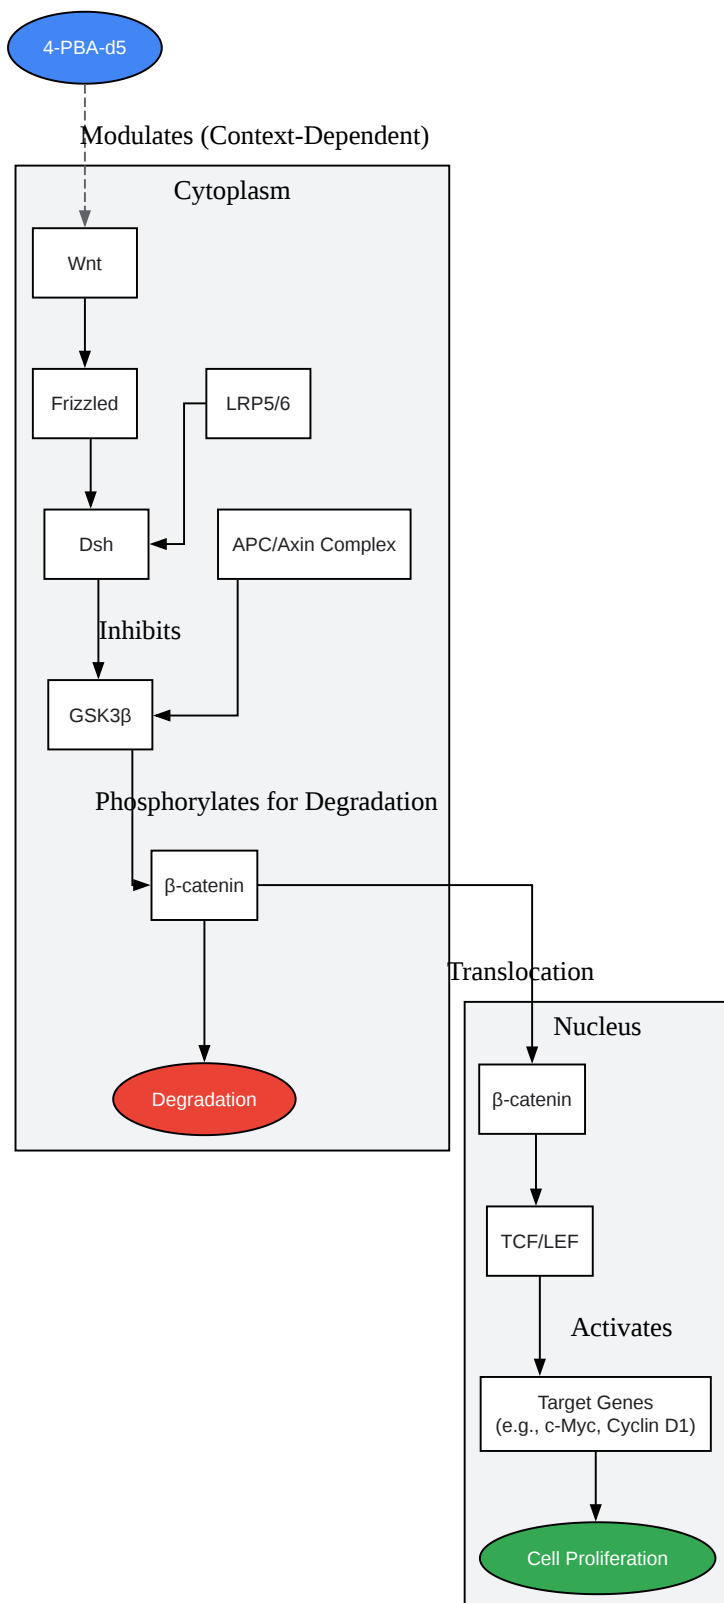 4-PBA-d5
Modulates (Context-Dependent)
Cytoplasm
Wnt
Frizzled
LRP5/6
Dsh
APC/Axin Complex
Inhibits
GSK3β
Phosphorylates for Degradation
β-catenin
Translocation
Nucleus
Degradation
β-catenin
TCF/LEF
Activates
Target Genes
(e.g., c-Myc, Cyclin D1)
Cell Proliferation